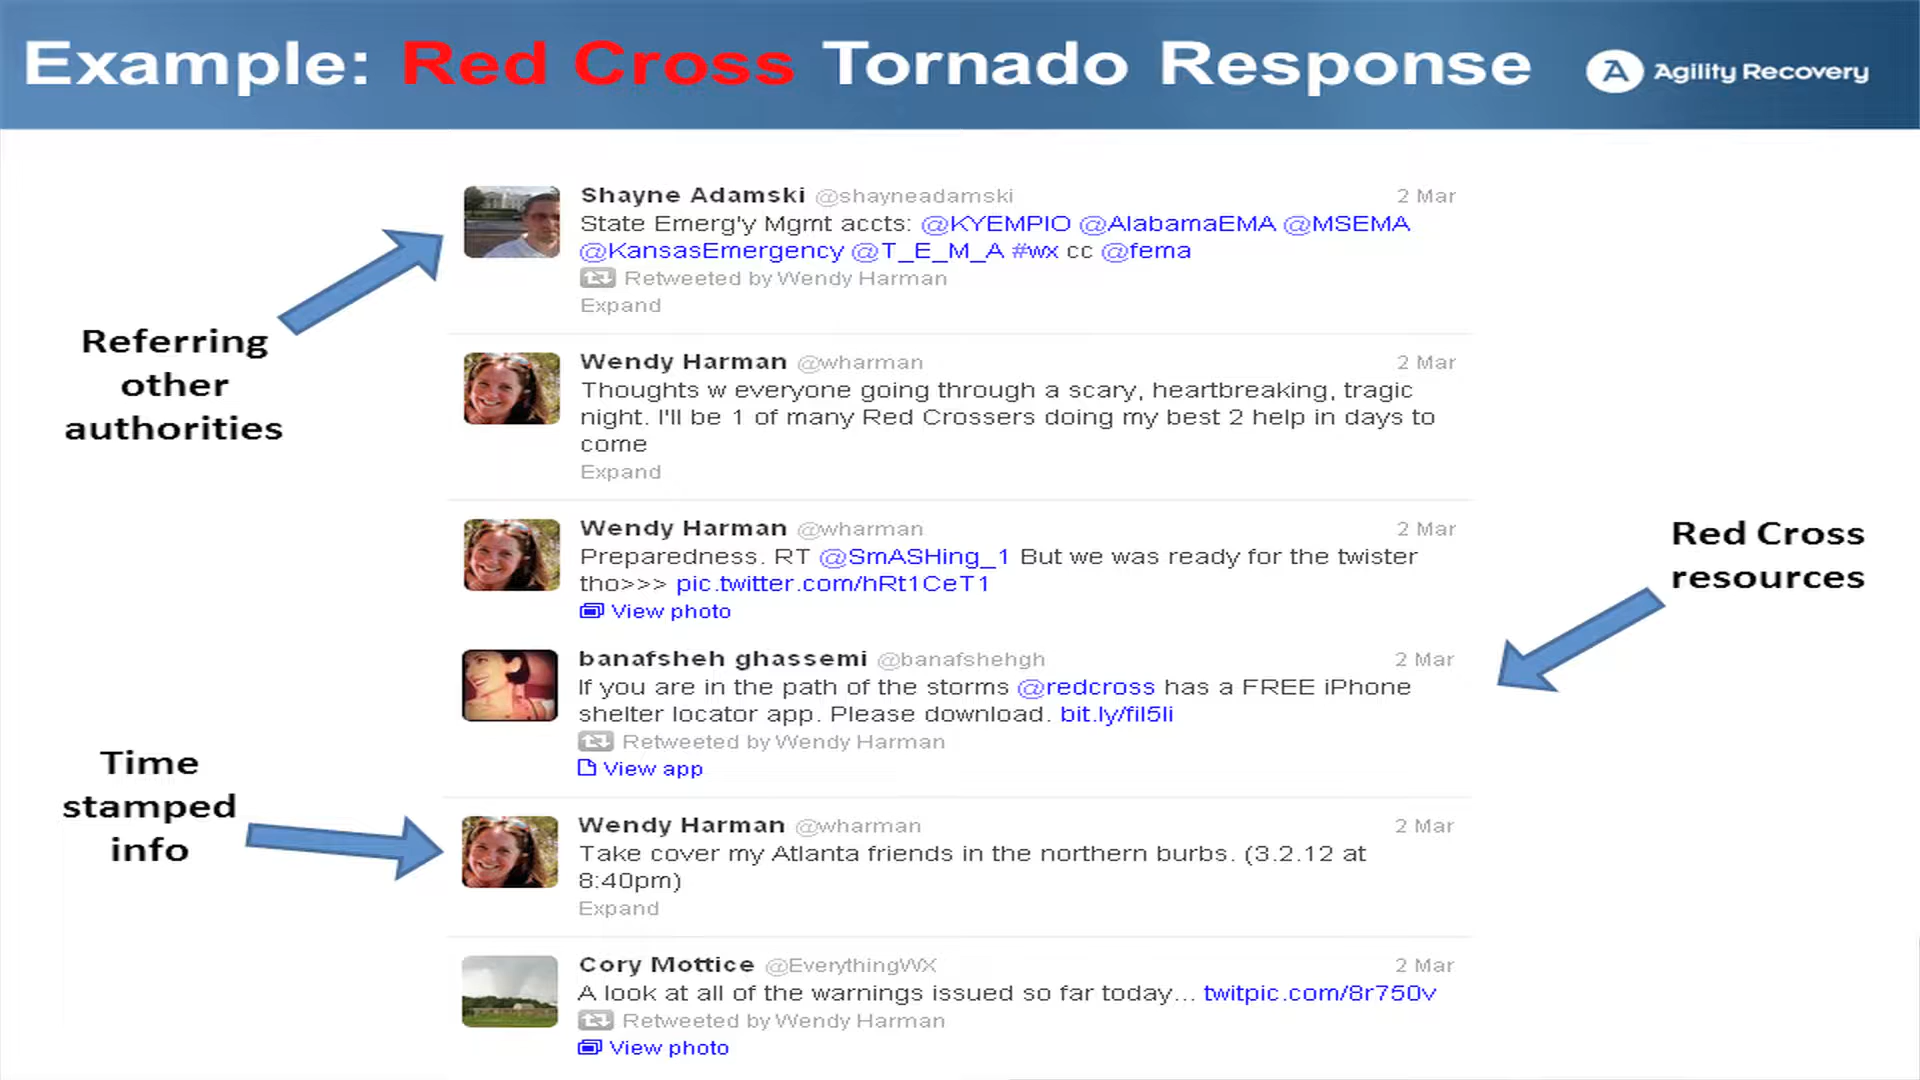 Example: Red Cross Tornado Response
Agility Recovery
Shayne Adamski @shayneadamski 2 Mar
State Emerg'y Mgmt accts: @KYEMPIO @AlabamaEMA @MSEMA
@KansasEmergency @T_E_M_A #wx cc @fema
Retweeted by Wendy Harman
Expand
Referring
other
authorities
Wendy Harman @wharman 2 Mar
Thoughts w everyone going through a scary, heartbreaking, tragic
night. I'll be 1 of many Red Crossers doing my best 2 help in days to
come
Expand
Wendy Harman @wharman 2 Mar
Preparedness. RT @SmASHing_1 But we was ready for the twister
tho>>> pic.twitter.com/hRt1CeT1
View photo
Red Cross
resources
banafsheh ghassemi @banafshehgh 2 Mar
If you are in the path of the storms @redcross has a FREE iPhone
shelter locator app. Please download. bit.ly/fiI5Ii
Retweeted by Wendy Harman
View app
Time
stamped
info
Wendy Harman @wharman 2 Mar
Take cover my Atlanta friends in the northern burbs. (3.2.12 at
8:40pm)
Expand
Cory Mottice @EverythingWX 2 Mar
A look at all of the warnings issued so far today... twitpic.com/8r750v
Retweeted by Wendy Harman
View photo